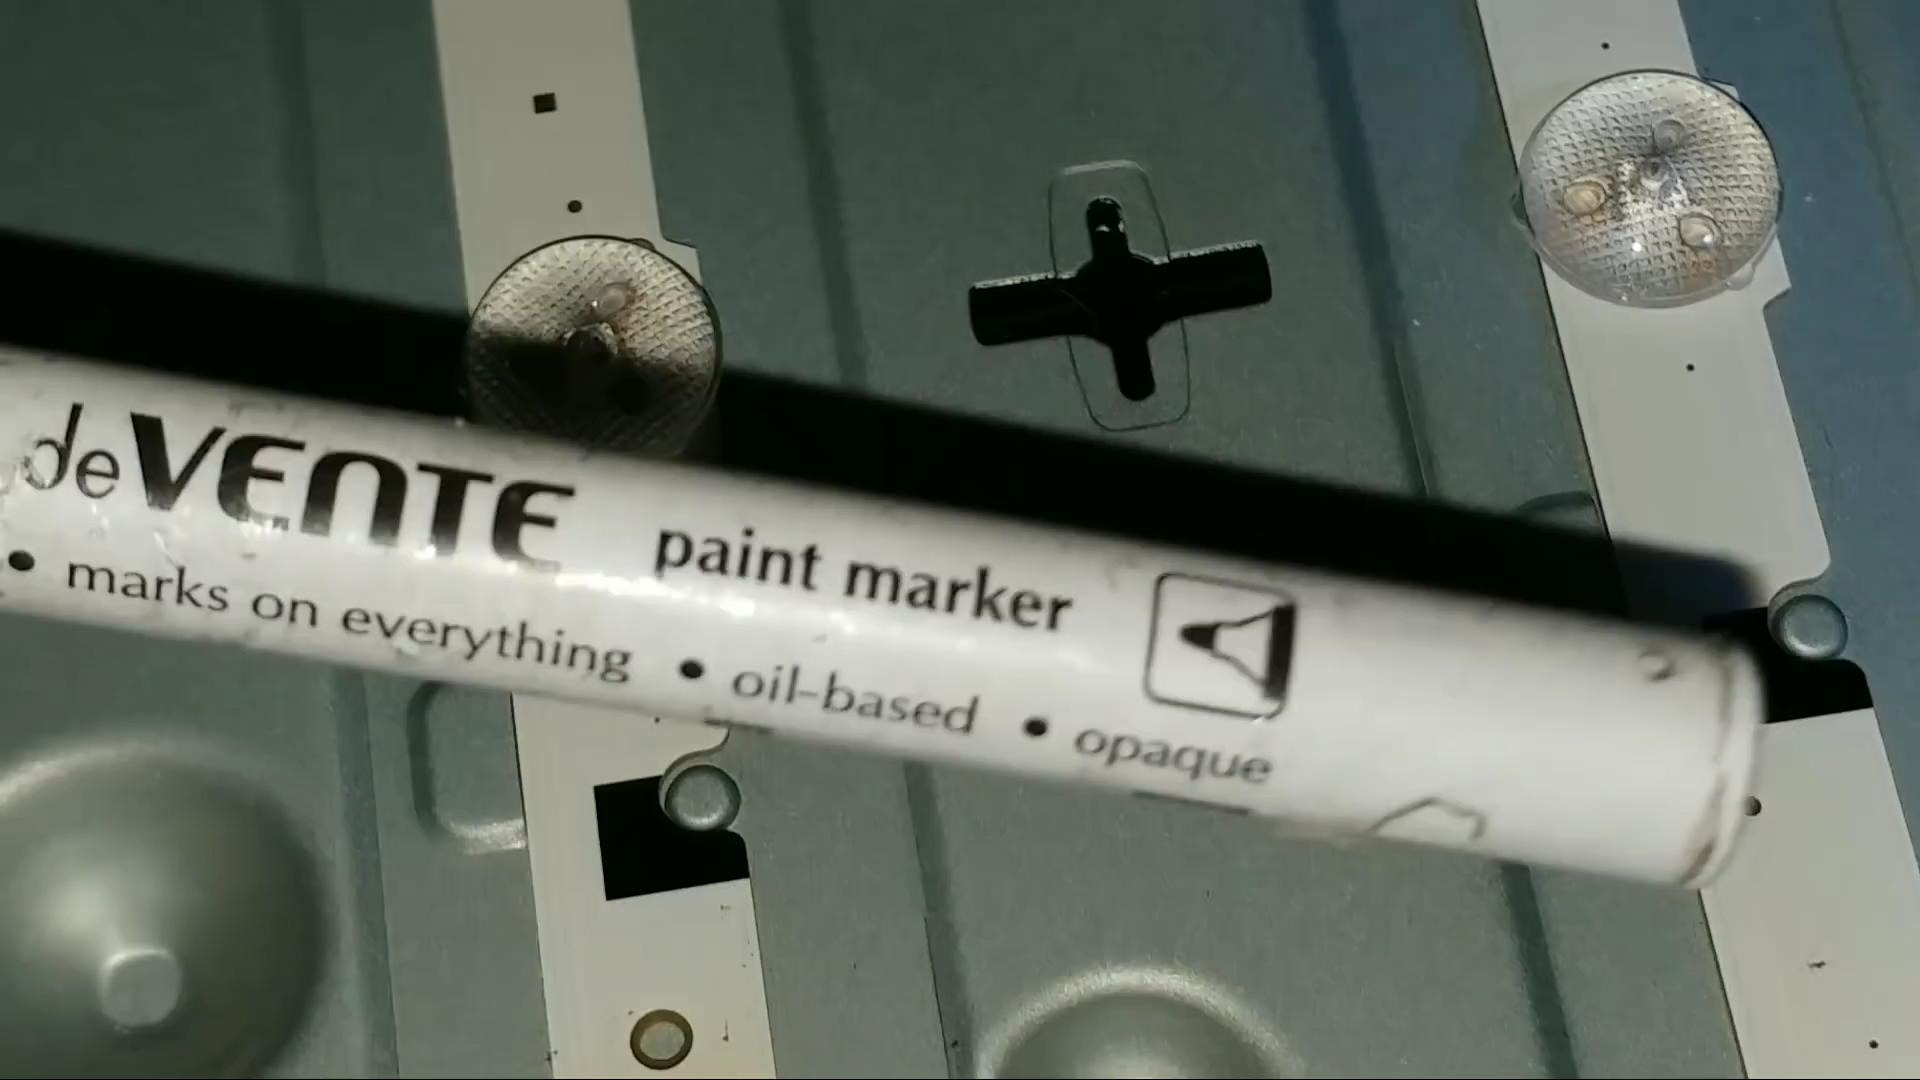 deVENTE paint marker
• marks on everything • oil-based • opaque